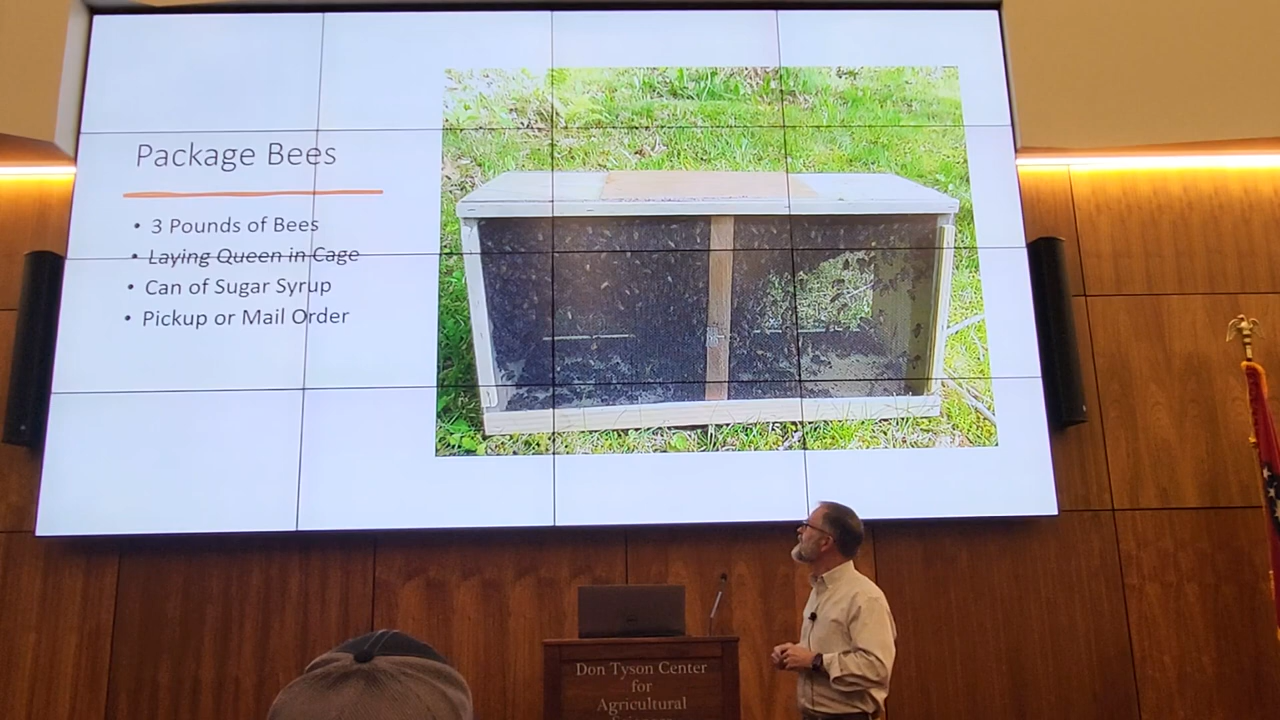 Package Bees
• 3 Pounds of Bees
• Laying Queen in Cage
• Can of Sugar Syrup
• Pickup or Mail Order
Don Tyson Center
for
Agricultural
Sciences